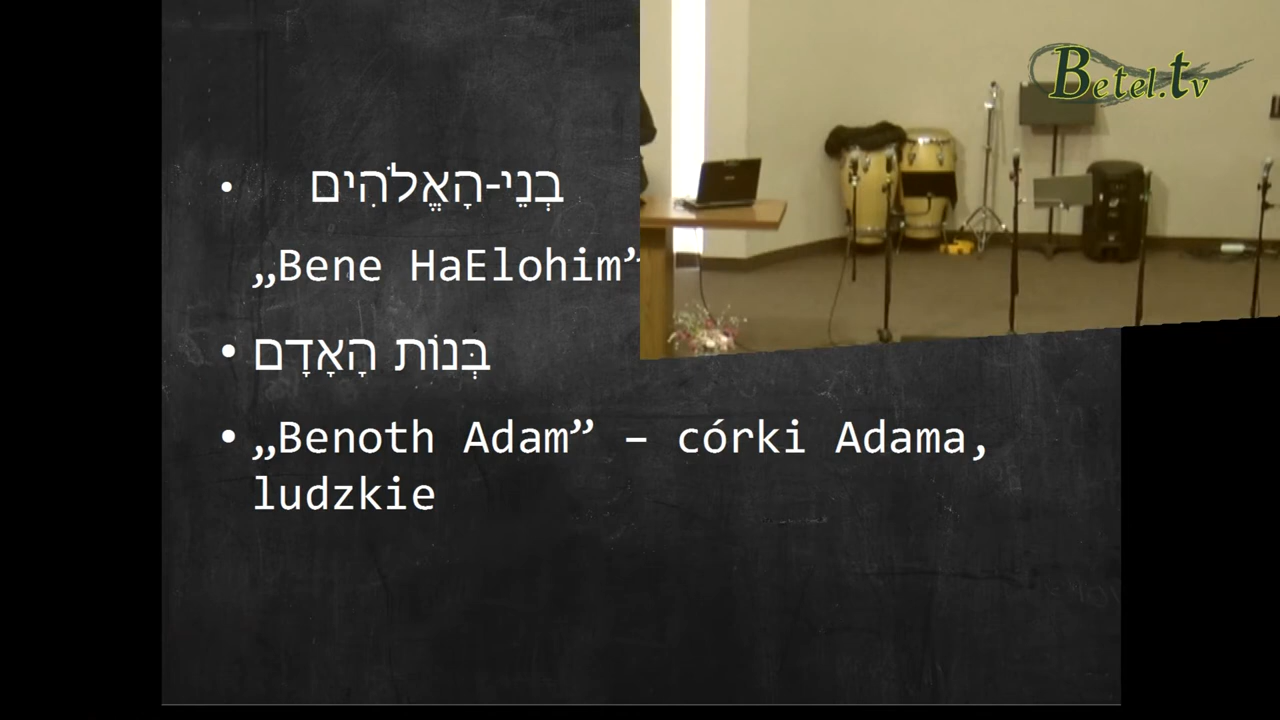 • בְּנֵי-הָאֱלֹהִים
„Bene HaElohim”
• בְּנוֹת הָאָדָם
• „Benoth Adam” – córki Adama,
ludzkie
Betel.tv